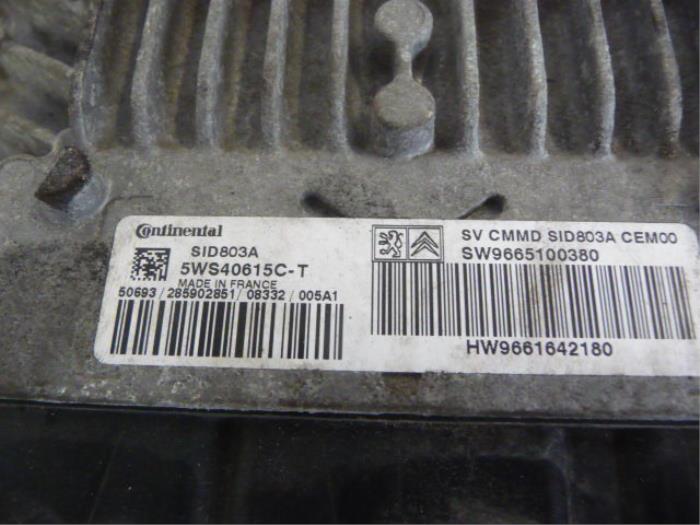 Continental
SID803A
5WS40615C-T
MADE IN FRANCE
50693 / 285902851 / 08332 / 005A1
SV CMMD SID803A CEM00
SW9665100380
HW9661642180